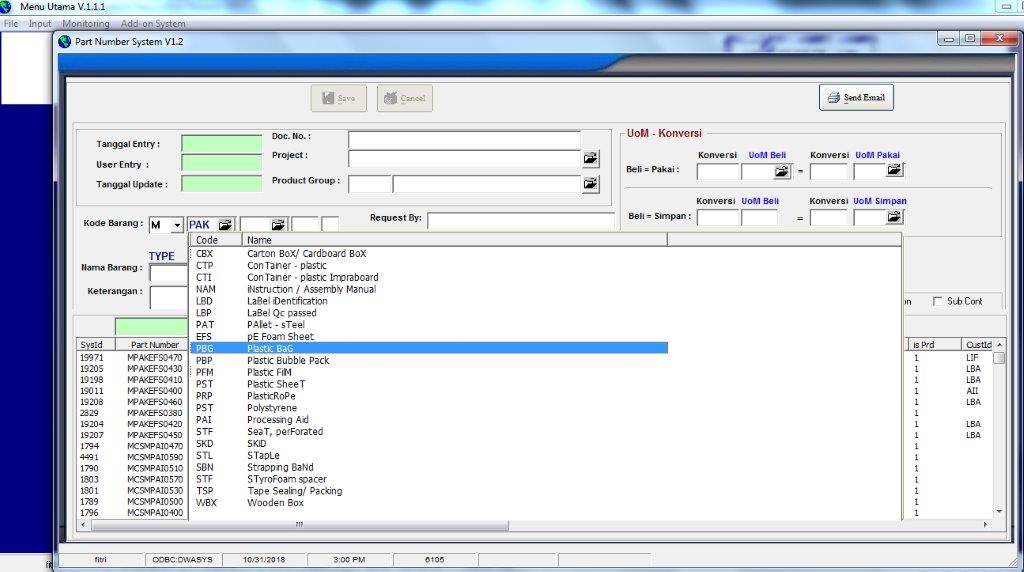 Menu Utama V.1.1.1
File Input Monitoring Add-on System
Part Number System V1.2
Save Cancel Send Email
Tanggal Entry :
User Entry :
Tanggal Update :
Doc. No. :
Project :
Product Group :
UoM - Konversi
Konversi UoM Beli Konversi UoM Pakai
Beli = Pakai : =
Konversi UoM Beli Konversi UoM Simpan
Beli = Simpan : =
Kode Barang : M PAK Request By:
TYPE
Nama Barang :
Keterangan :
on Sub Cont
Code Name
CBX Carton BoX/ Cardboard BoX
CTP ConTainer - plastic
CTI ConTainer - plastic Impraboard
NAM iNstruction / Assembly Manual
LBD LaBel iDentification
LBP LaBel Qc passed
PAT PAllet - sTeel
EFS pE Foam Sheet
PBG Plastic BaG
PBP Plastic Bubble Pack
PFM Plastic FilM
PST Plastic SheeT
PRP PlasticRoPe
PST Polystyrene
PAI Processing Aid
STF SeaT, perForated
SKD SKiD
STL STapLe
SBN Strapping BaNd
STF STyroFoam spacer
TSP Tape Sealing/ Packing
WBX Wooden Box
SysId Part Number is Prd CustId
19971 MPAKEFS0470 1 LIF
19205 MPAKEFS0430 1 LBA
19198 MPAKEFS0410 1 LBA
19011 MPAKEFS0400 1 AII
19208 MPAKEFS0460 1 LBA
2829 MPAKEFS0380 1
19204 MPAKEFS0420 1 LBA
19207 MPAKEFS0450 1 LBA
1794 MCSMPAI0470 1
4491 MCSMPAI0590 1
1790 MCSMPAI0510 1
1803 MCSMPAI0570 1
1801 MCSMPAI0530 1
1789 MCSMPAI0500 1
1796 MCSMPAI0400 1
fitri ODBC:DWASYS 10/31/2018 3:00 PM 6105